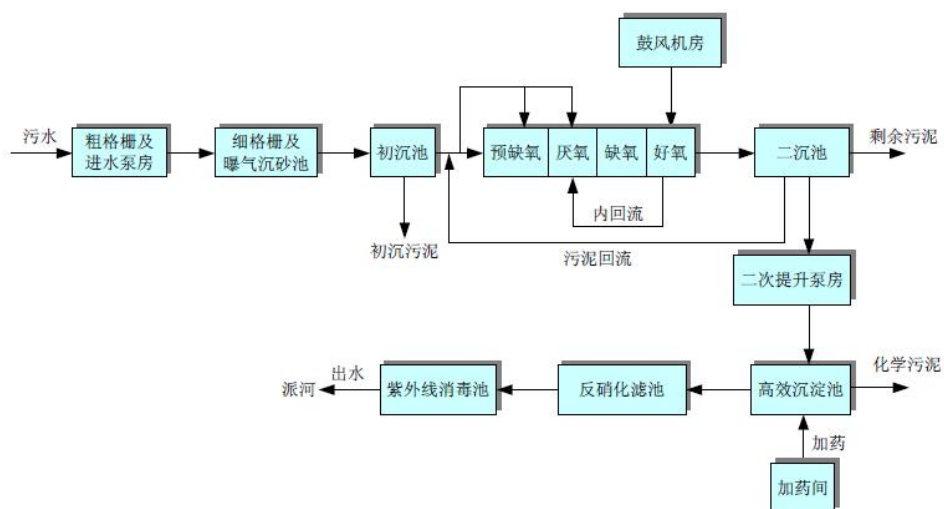 鼓风机房
污水
粗格栅及
进水泵房
细格栅及
曝气沉砂池
初沉池
预缺氧
厌氧
缺氧
好氧
二沉池
剩余污泥
内回流
初沉污泥
污泥回流
二次提升泵房
化学污泥
派河
出水
紫外线消毒池
反硝化滤池
高效沉淀池
加药
加药间